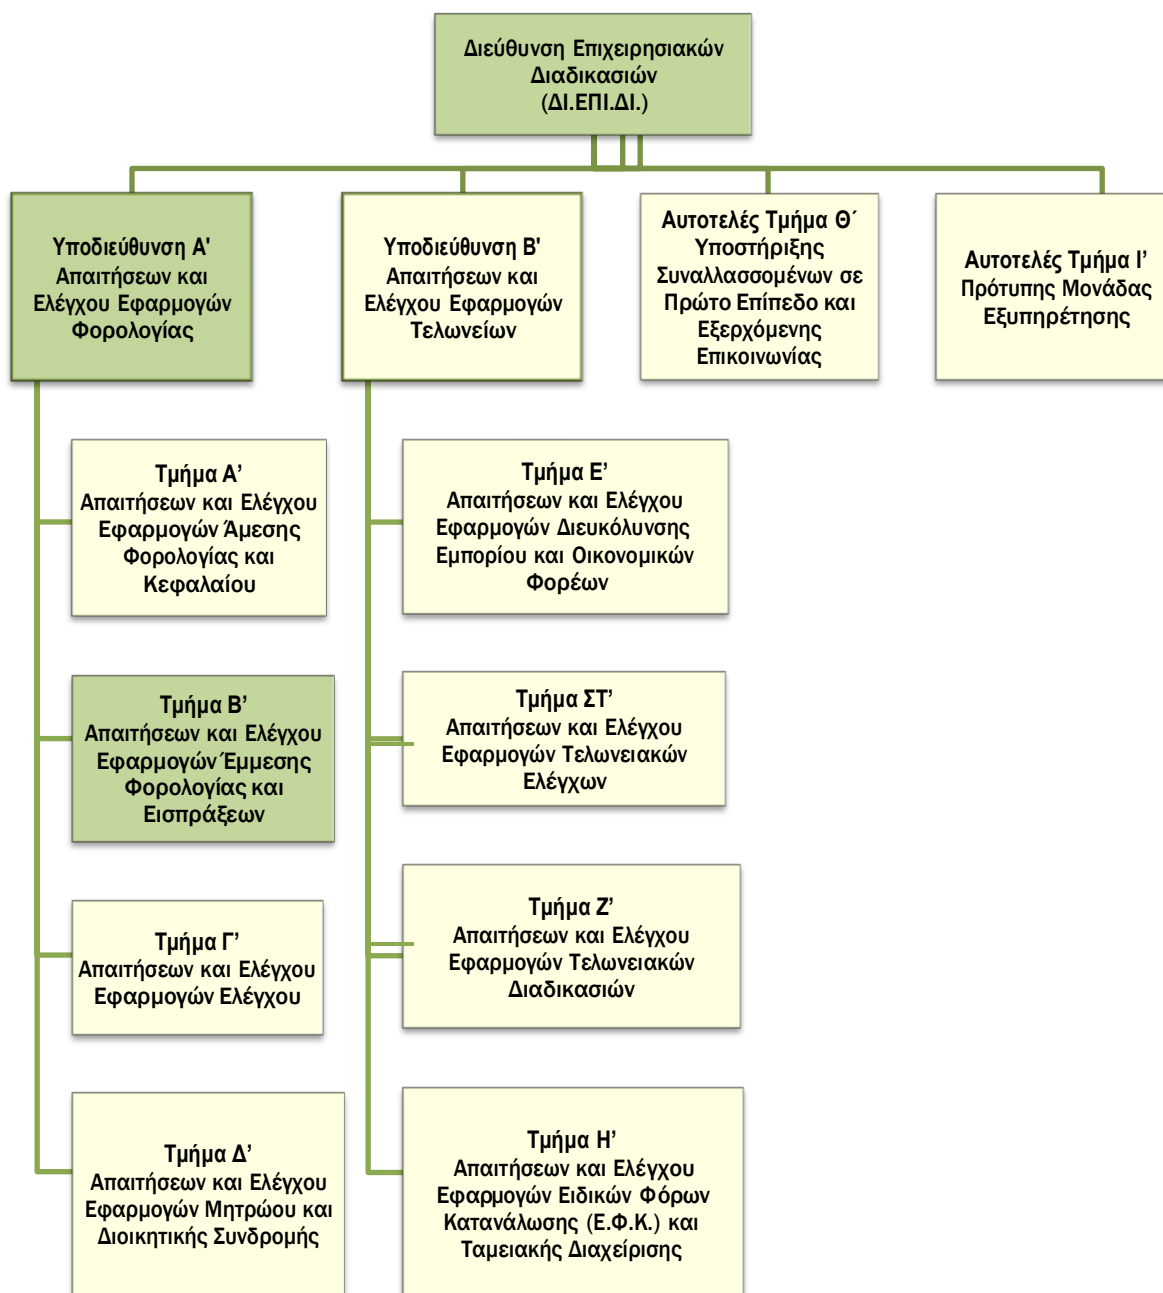 Διεύθυνση Επιχειρησιακών
Διαδικασιών
(ΔΙ.ΕΠΙ.ΔΙ.)
Υποδιεύθυνση Α'
Απαιτήσεων και
Ελέγχου Εφαρμογών
Φορολογίας
Υποδιεύθυνση Β'
Απαιτήσεων και
Ελέγχου Εφαρμογών
Τελωνείων
Αυτοτελές Τμήμα Θ΄
Υποστήριξης
Συναλλασσομένων σε
Πρώτο Επίπεδο και
Εξερχόμενης
Επικοινωνίας
Αυτοτελές Τμήμα Ι’
Πρότυπης Μονάδας
Εξυπηρέτησης
Τμήμα Α’
Απαιτήσεων και Ελέγχου
Εφαρμογών Άμεσης
Φορολογίας και
Κεφαλαίου
Τμήμα Β’
Απαιτήσεων και Ελέγχου
Εφαρμογών Έμμεσης
Φορολογίας και
Εισπράξεων
Τμήμα Γ’
Απαιτήσεων και Ελέγχου
Εφαρμογών Ελέγχου
Τμήμα Δ’
Απαιτήσεων και Ελέγχου
Εφαρμογών Μητρώου και
Διοικητικής Συνδρομής
Τμήμα Ε’
Απαιτήσεων και Ελέγχου
Εφαρμογών Διευκόλυνσης
Εμπορίου και Οικονομικών
Φορέων
Τμήμα ΣΤ’
Απαιτήσεων και Ελέγχου
Εφαρμογών Τελωνειακών
Ελέγχων
Τμήμα Ζ’
Απαιτήσεων και Ελέγχου
Εφαρμογών Τελωνειακών
Διαδικασιών
Τμήμα Η’
Απαιτήσεων και Ελέγχου
Εφαρμογών Ειδικών Φόρων
Κατανάλωσης (Ε.Φ.Κ.) και
Ταμειακής Διαχείρισης